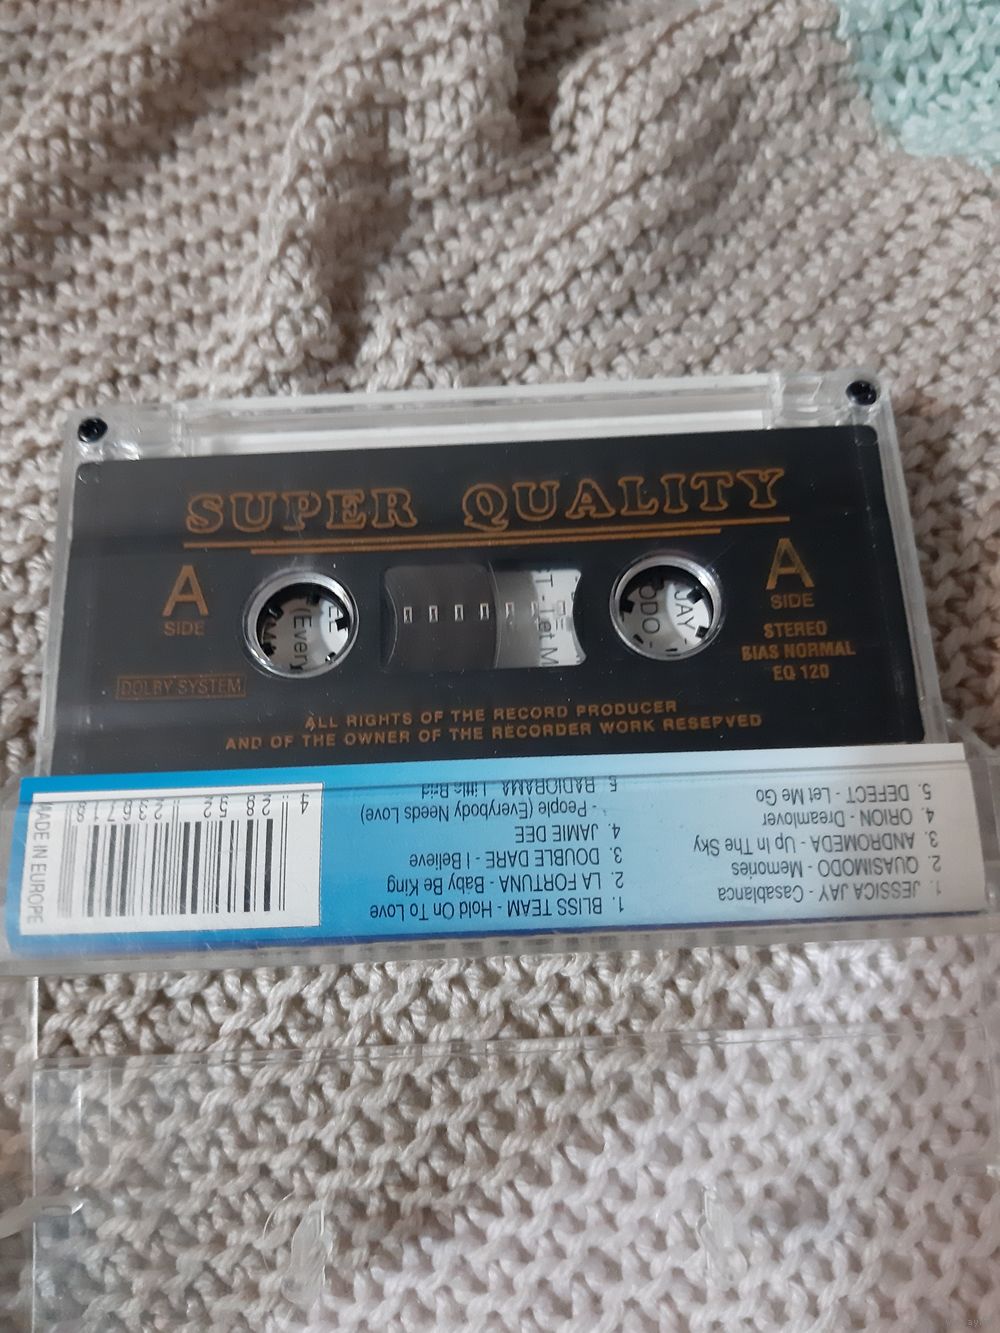 SUPER QUALITY
A
SIDE
A
SIDE
STEREO
BIAS NORMAL
EQ 120
DOLBY SYSTEM
(Every
T - Let M
ODO -
JAY -
ALL RIGHTS OF THE RECORD PRODUCER
AND OF THE OWNER OF THE RECORDER WORK RESEPVED
1. JESSICA JAY - Casablanca
2. QUASIMODO - Memories
3. ANDROMEDA - Up In The Sky
4. ORION - Dreamlover
5. DEFECT - Let Me Go
1. BLISS TEAM - Hold On To Love
2. LA FORTUNA - Baby Be King
3. DOUBLE DARE - I Believe
4. JAMIE DEE
- People (Everybody Needs Love)
5. RADIORAMA
MADE IN EUROPE